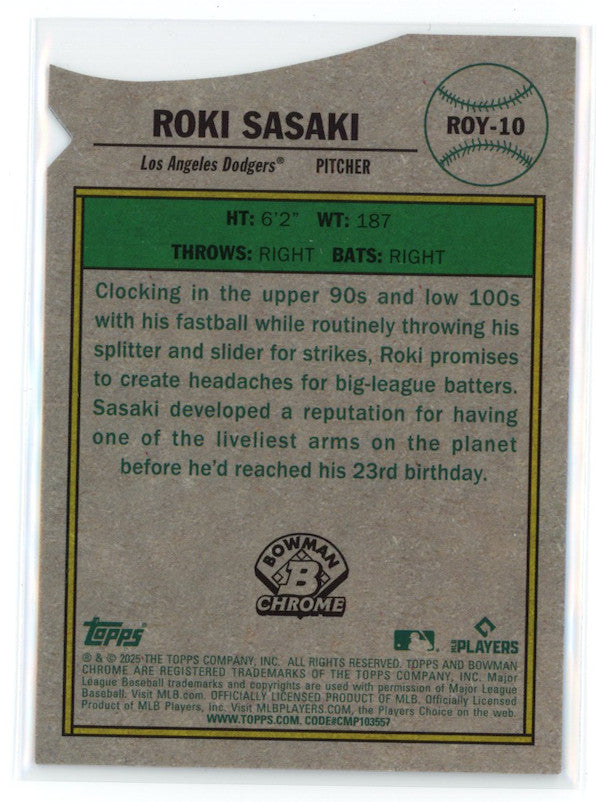 ROKI SASAKI
ROY-10
Los Angeles Dodgers® PITCHER
HT: 6'2" WT: 187
THROWS: RIGHT BATS: RIGHT
Clocking in the upper 90s and low 100s
with his fastball while routinely throwing his
splitter and slider for strikes, Roki promises
to create headaches for big-league batters.
Sasaki developed a reputation for having
one of the liveliest arms on the planet
before he'd reached his 23rd birthday.
BOWMAN
B
CHROME
Topps
PLAYERS
® & © 2025 THE TOPPS COMPANY, INC. ALL RIGHTS RESERVED. TOPPS AND BOWMAN
CHROME ARE REGISTERED TRADEMARKS OF THE TOPPS COMPANY, INC. Major
League Baseball trademarks and copyrights are used with permission of Major League
Baseball. Visit MLB.com. OFFICIALLY LICENSED PRODUCT OF MLB. Officially Licensed
Product of MLB Players, Inc. Visit MLBPLAYERS.COM, the Players Choice on the web.
WWW.TOPPS.COM. CODE#CMP103557